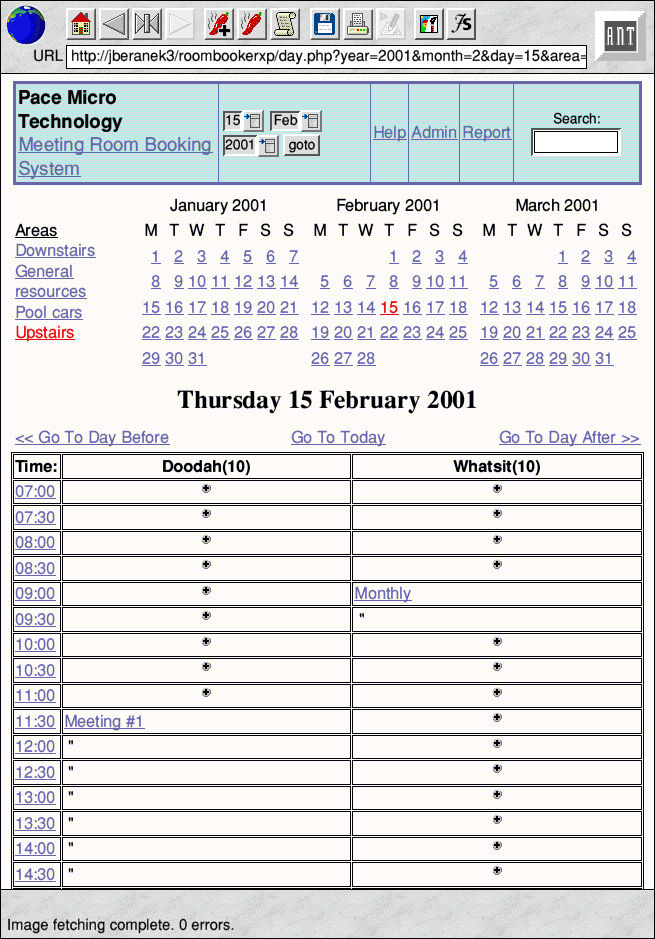 URL http://jberanek3/roombookerxp/day.php?year=2001&month=2&day=15&area=
ANT
Pace Micro
Technology
Meeting Room Booking
System
15 Feb
2001 goto
Help Admin Report
Search:
Areas
Downstairs
General
resources
Pool cars
Upstairs
January 2001
M T W T F S S
1 2 3 4 5 6 7
8 9 10 11 12 13 14
15 16 17 18 19 20 21
22 23 24 25 26 27 28
29 30 31
February 2001
M T W T F S S
1 2 3 4
5 6 7 8 9 10 11
12 13 14 15 16 17 18
19 20 21 22 23 24 25
26 27 28
March 2001
M T W T F S S
1 2 3 4
5 6 7 8 9 10 11
12 13 14 15 16 17 18
19 20 21 22 23 24 25
26 27 28 29 30 31
Thursday 15 February 2001
<< Go To Day Before Go To Today Go To Day After >>
Time: Doodah(10) Whatsit(10)
07:00
07:30
08:00
08:30
09:00 Monthly
09:30 "
10:00
10:30
11:00
11:30 Meeting #1
12:00 "
12:30 "
13:00 "
13:30 "
14:00 "
14:30 "
Image fetching complete. 0 errors.